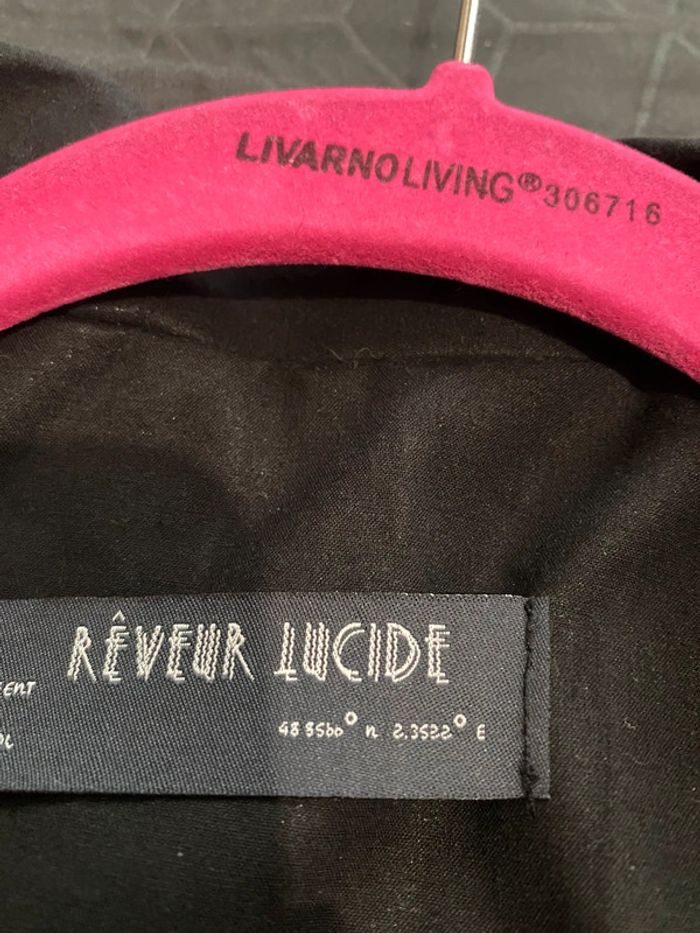 LIVARNOLIVING®306716
RÊVEUR LUCIDE
48 8566° n 2.3522° E